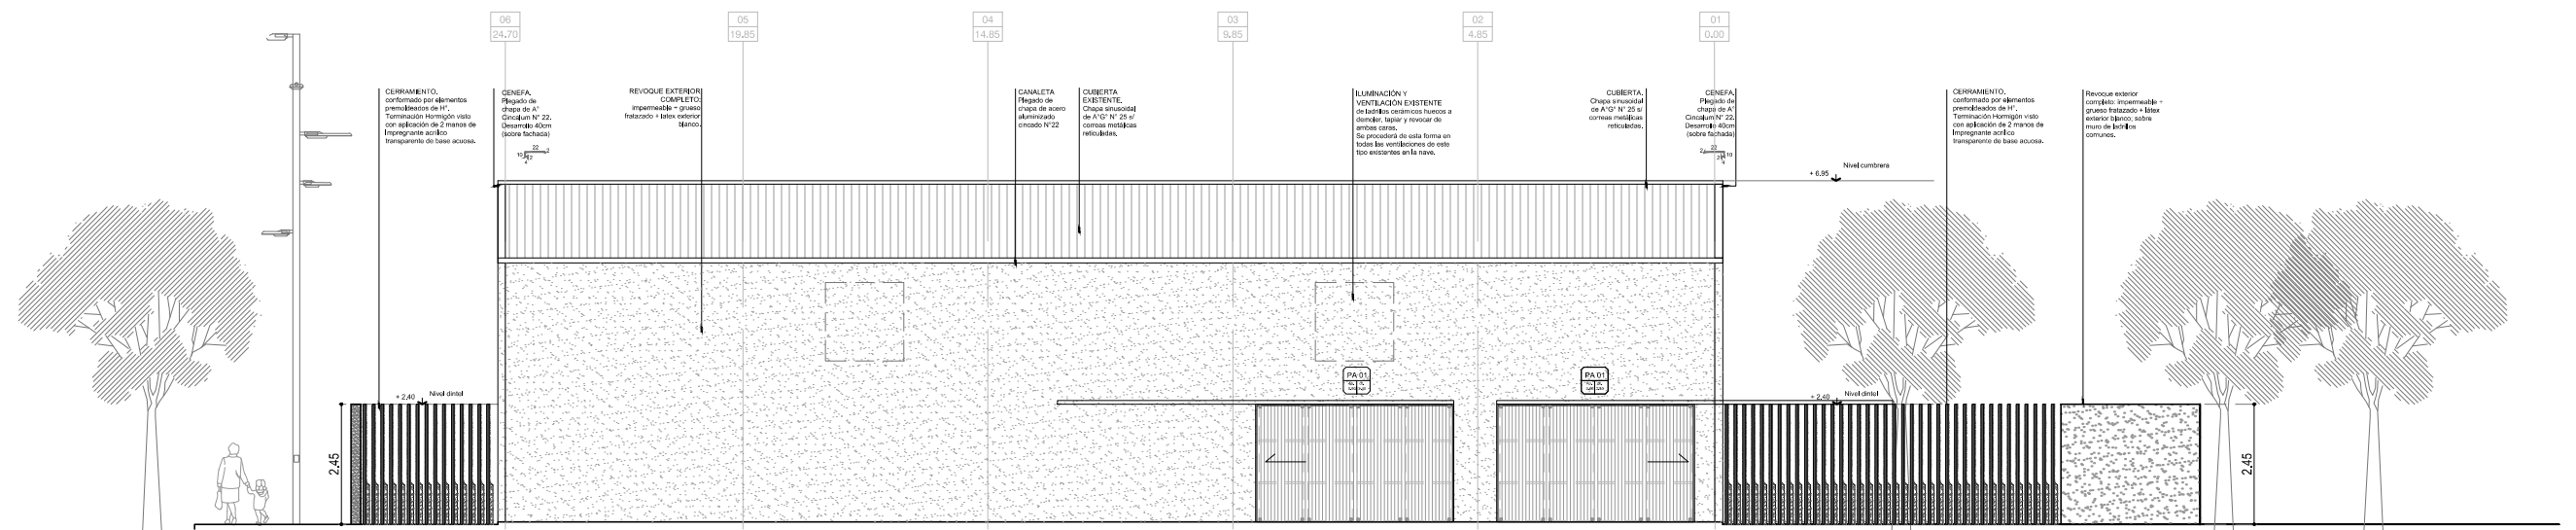 06
24.70
05
19.85
04
14.85
03
9.85
02
4.85
01
0.00
CERRAMIENTO.
conformado por elementos
premoldeados de H°.
Terminación Hormigón visto
con aplicación de 2 manos de
impregnante acrílico
transparente de base acuosa.
CENEFA.
Plegado de
chapa de A°
Cincalum N° 22.
Desarrollo 40cm
(sobre fachada)
22
2
10
12
4
REVOQUE EXTERIOR
COMPLETO:
impermeable + grueso
fratazado + latex exterior
blanco.
CANALETA
Plegado de
chapa de acero
aluminizado
cincado N°22
CUBIERTA
EXISTENTE.
Chapa sinusoidal
de A°G° N° 25 s/
correas metálicas
reticuladas.
ILUMINACIÓN Y
VENTILACIÓN EXISTENTE
de ladrillos cerámicos huecos a
demoler, tapiar y revocar de
ambas caras.
Se procederá de esta forma en
todas las ventilaciones de este
tipo existentes en la nave.
CUBIERTA.
Chapa sinusoidal
de A°G° N° 25 s/
correas metálicas
reticuladas.
CENEFA.
Plegado de
chapa de A°
Cincalum N° 22.
Desarrollo 40cm
(sobre fachada)
22
2
10
4
Nivel cumbrera
+ 6.95
CERRAMIENTO.
conformado por elementos
premoldeados de H°.
Terminación Hormigón visto
con aplicación de 2 manos de
impregnante acrílico
transparente de base acuosa.
Revoque exterior
completo: impermeable +
grueso fratazado + látex
exterior blanco; sobre
muro de ladrillos
comunes.
+ 2.40
Nivel dintel
PA 01
PA 01
+ 2.40
Nivel dintel
2.45
2.45